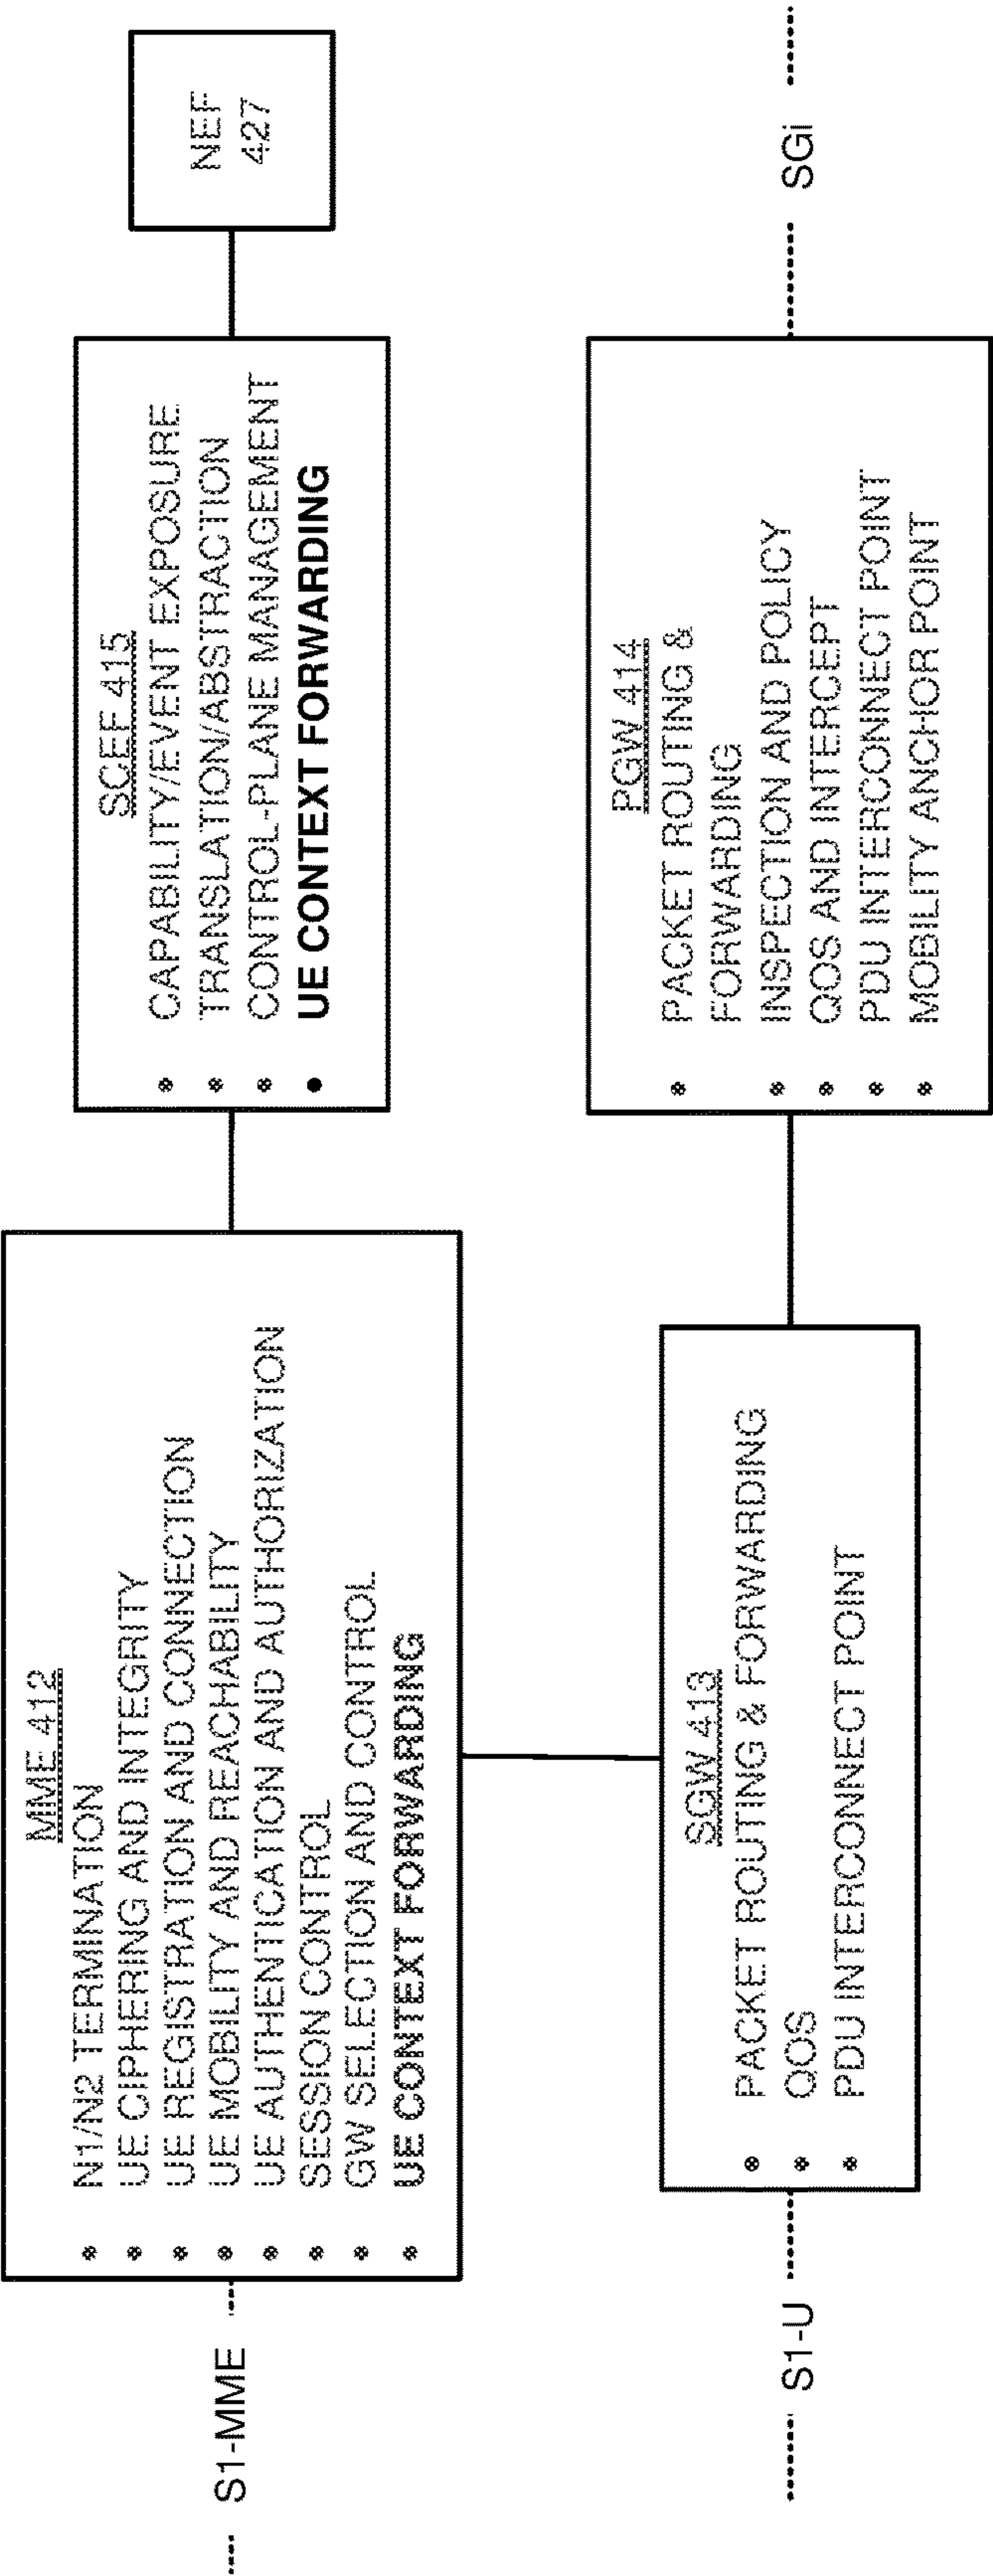 S1-MME
MME 412
• N1/N2 TERMINATION
• UE CIPHERING AND INTEGRITY
• UE REGISTRATION AND CONNECTION
• UE MOBILITY AND REACHABILITY
• UE AUTHENTICATION AND AUTHORIZATION
• SESSION CONTROL
• GW SELECTION AND CONTROL
• UE CONTEXT FORWARDING
SCEF 415
• CAPABILITY/EVENT EXPOSURE
• TRANSLATION/ABSTRACTION
• CONTROL-PLANE MANAGEMENT
• UE CONTEXT FORWARDING
NEF
427
S1-U
SGW 413
• PACKET ROUTING & FORWARDING
• QOS
• PDU INTERCONNECT POINT
PGW 414
• PACKET ROUTING &
FORWARDING
• INSPECTION AND POLICY
• QOS AND INTERCEPT
• PDU INTERCONNECT POINT
• MOBILITY ANCHOR POINT
SGi